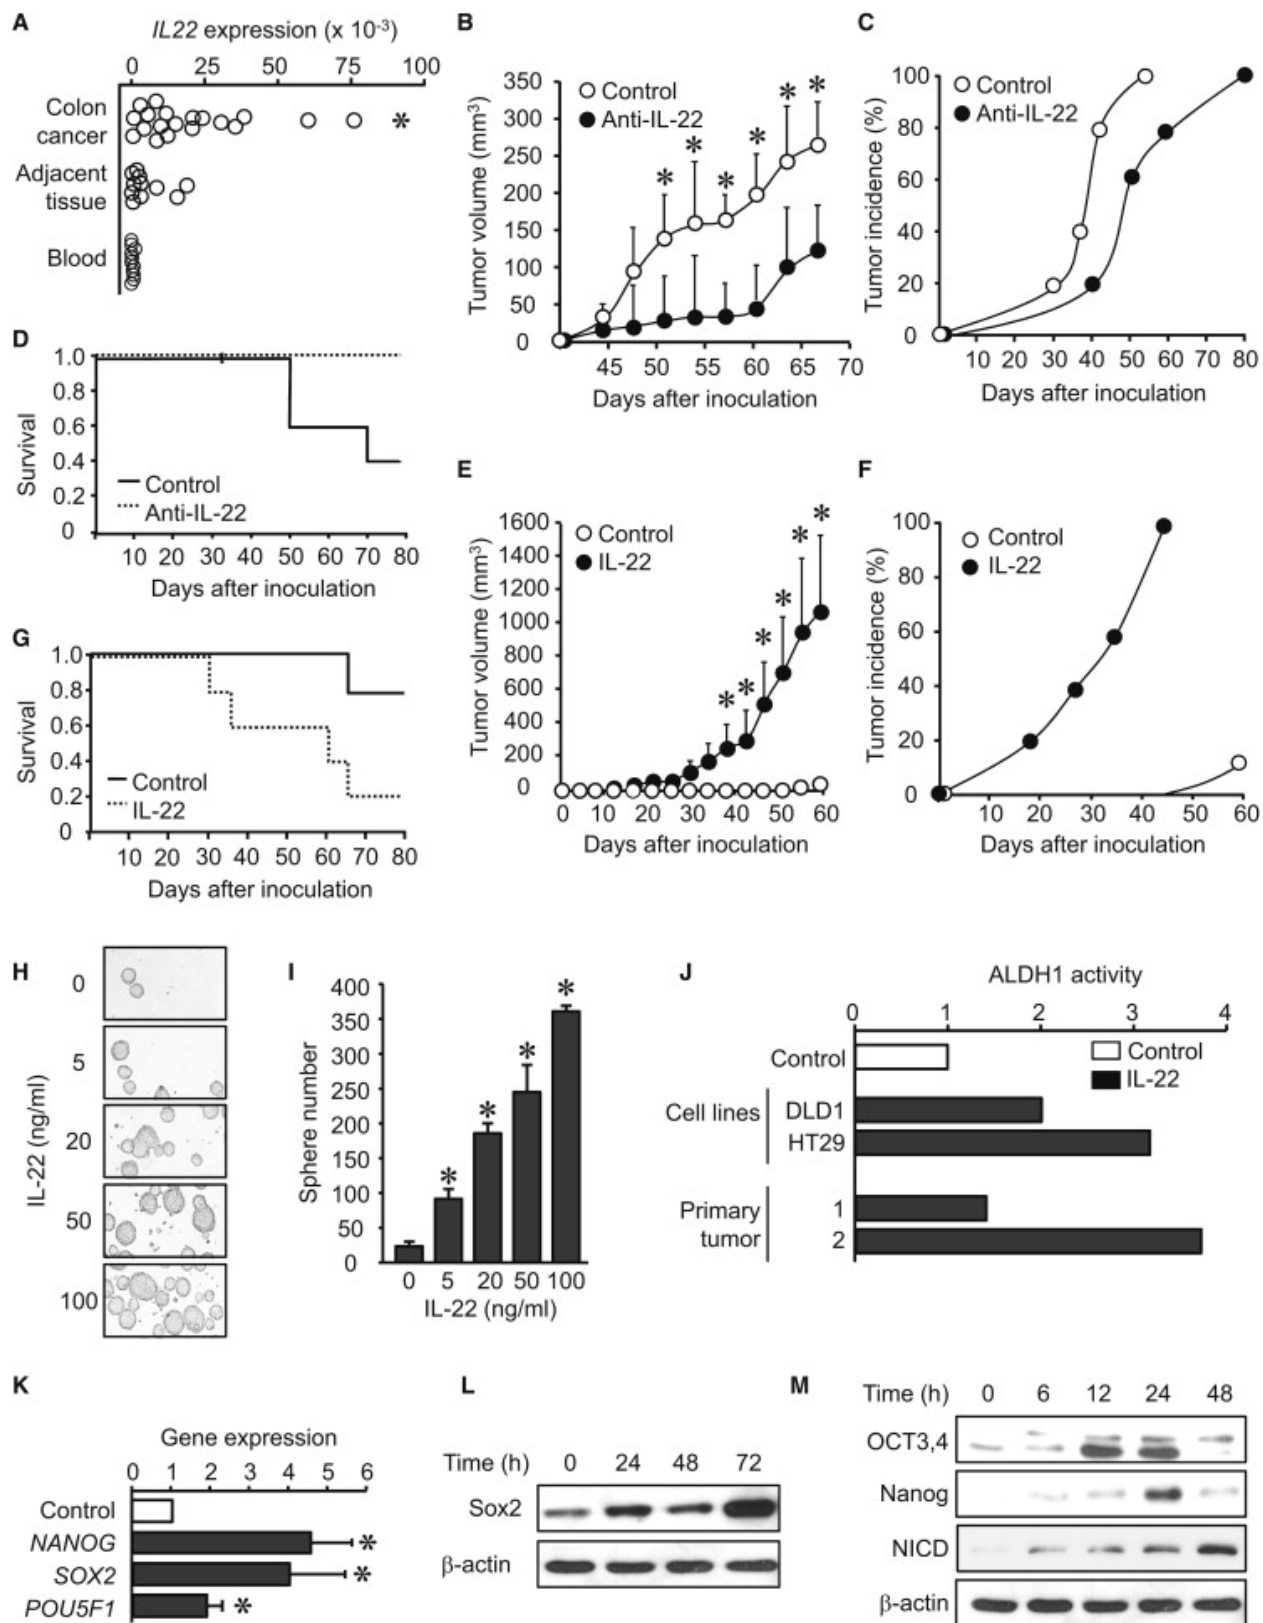 A
IL22 expression (x 10⁻³)
0 25 50 75 100
Colon
cancer
*
Adjacent
tissue
Blood
B
Tumor volume (mm³)
350
300
250
200
150
100
50
0
Control
Anti-IL-22
* * * * * *
45 50 55 60 65 70
Days after inoculation
C
Tumor incidence (%)
100
80
60
40
20
0
Control
Anti-IL-22
10 20 30 40 50 60 70 80
Days after inoculation
D
Survival
1.0
0.8
0.6
0.4
0.2
0
Control
Anti-IL-22
10 20 30 40 50 60 70 80
Days after inoculation
E
Tumor volume (mm³)
1600
1400
1200
1000
800
600
400
200
0
Control
IL-22
* * * * * *
0 10 20 30 40 50 60
Days after inoculation
F
Tumor incidence (%)
100
80
60
40
20
0
Control
IL-22
10 20 30 40 50 60
Days after inoculation
G
Survival
1.0
0.8
0.6
0.4
0.2
0
Control
IL-22
10 20 30 40 50 60 70 80
Days after inoculation
H
IL-22 (ng/ml)
0
5
20
50
100
I
Sphere number
400
350
300
250
200
150
100
50
0
* * * *
0 5 20 50 100
IL-22 (ng/ml)
J
ALDH1 activity
0 1 2 3 4
Control
IL-22
Control
Cell lines
DLD1
HT29
Primary
tumor
1
2
K
Gene expression
0 1 2 3 4 5 6
Control
NANOG *
SOX2 *
POU5F1 *
L
Time (h) 0 24 48 72
Sox2
β-actin
M
Time (h) 0 6 12 24 48
OCT3,4
Nanog
NICD
β-actin